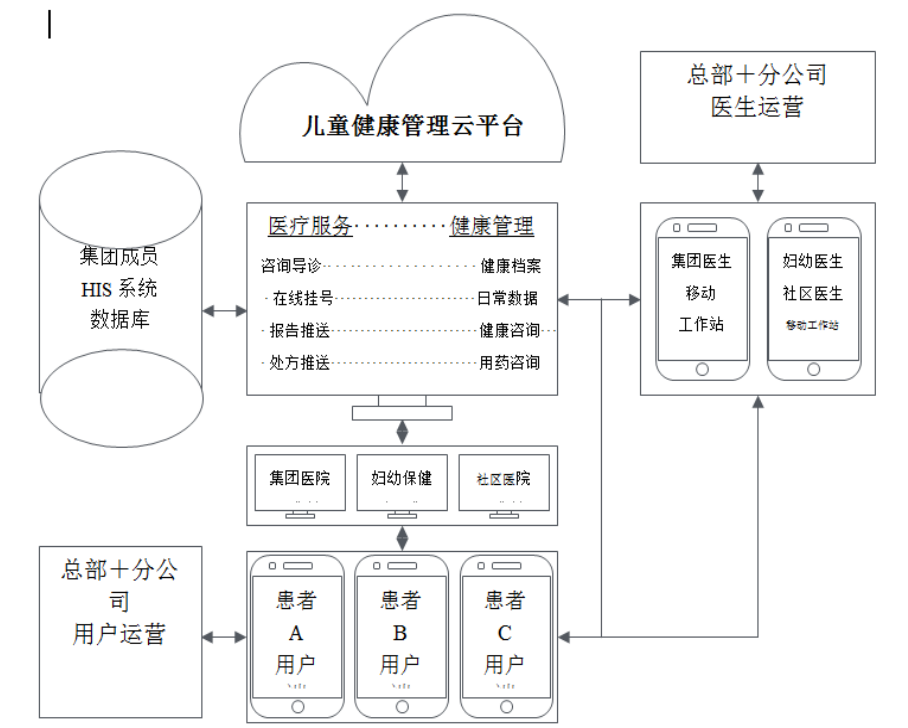 儿童健康管理云平台
总部＋分公司
医生运营
医疗服务··········健康管理
咨询导诊 健康档案
·在线挂号 日常数据
·报告推送 健康咨询
·处方推送 用药咨询
集团成员
HIS 系统
数据库
集团医生
移动
工作站
妇幼医生
社区医生
移动工作站
集团医院
妇幼保健
社区医院
总部＋分公
司
用户运营
患者
A
用户
患者
B
用户
患者
C
用户